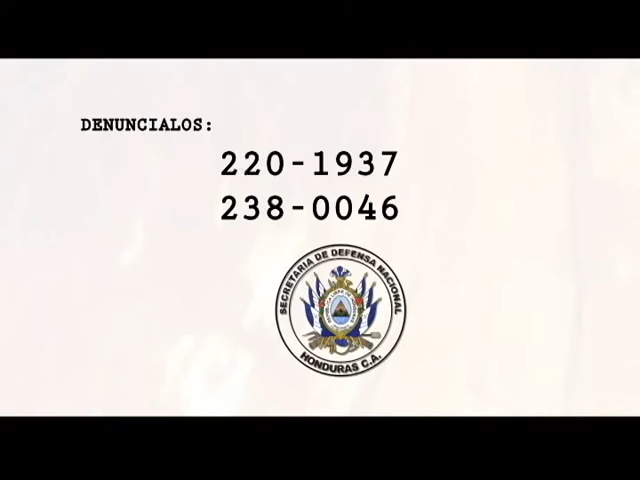 DENUNCIALOS:
220-1937
238-0046
SECRETARIA DE DEFENSA NACIONAL
HONDURAS C.A.